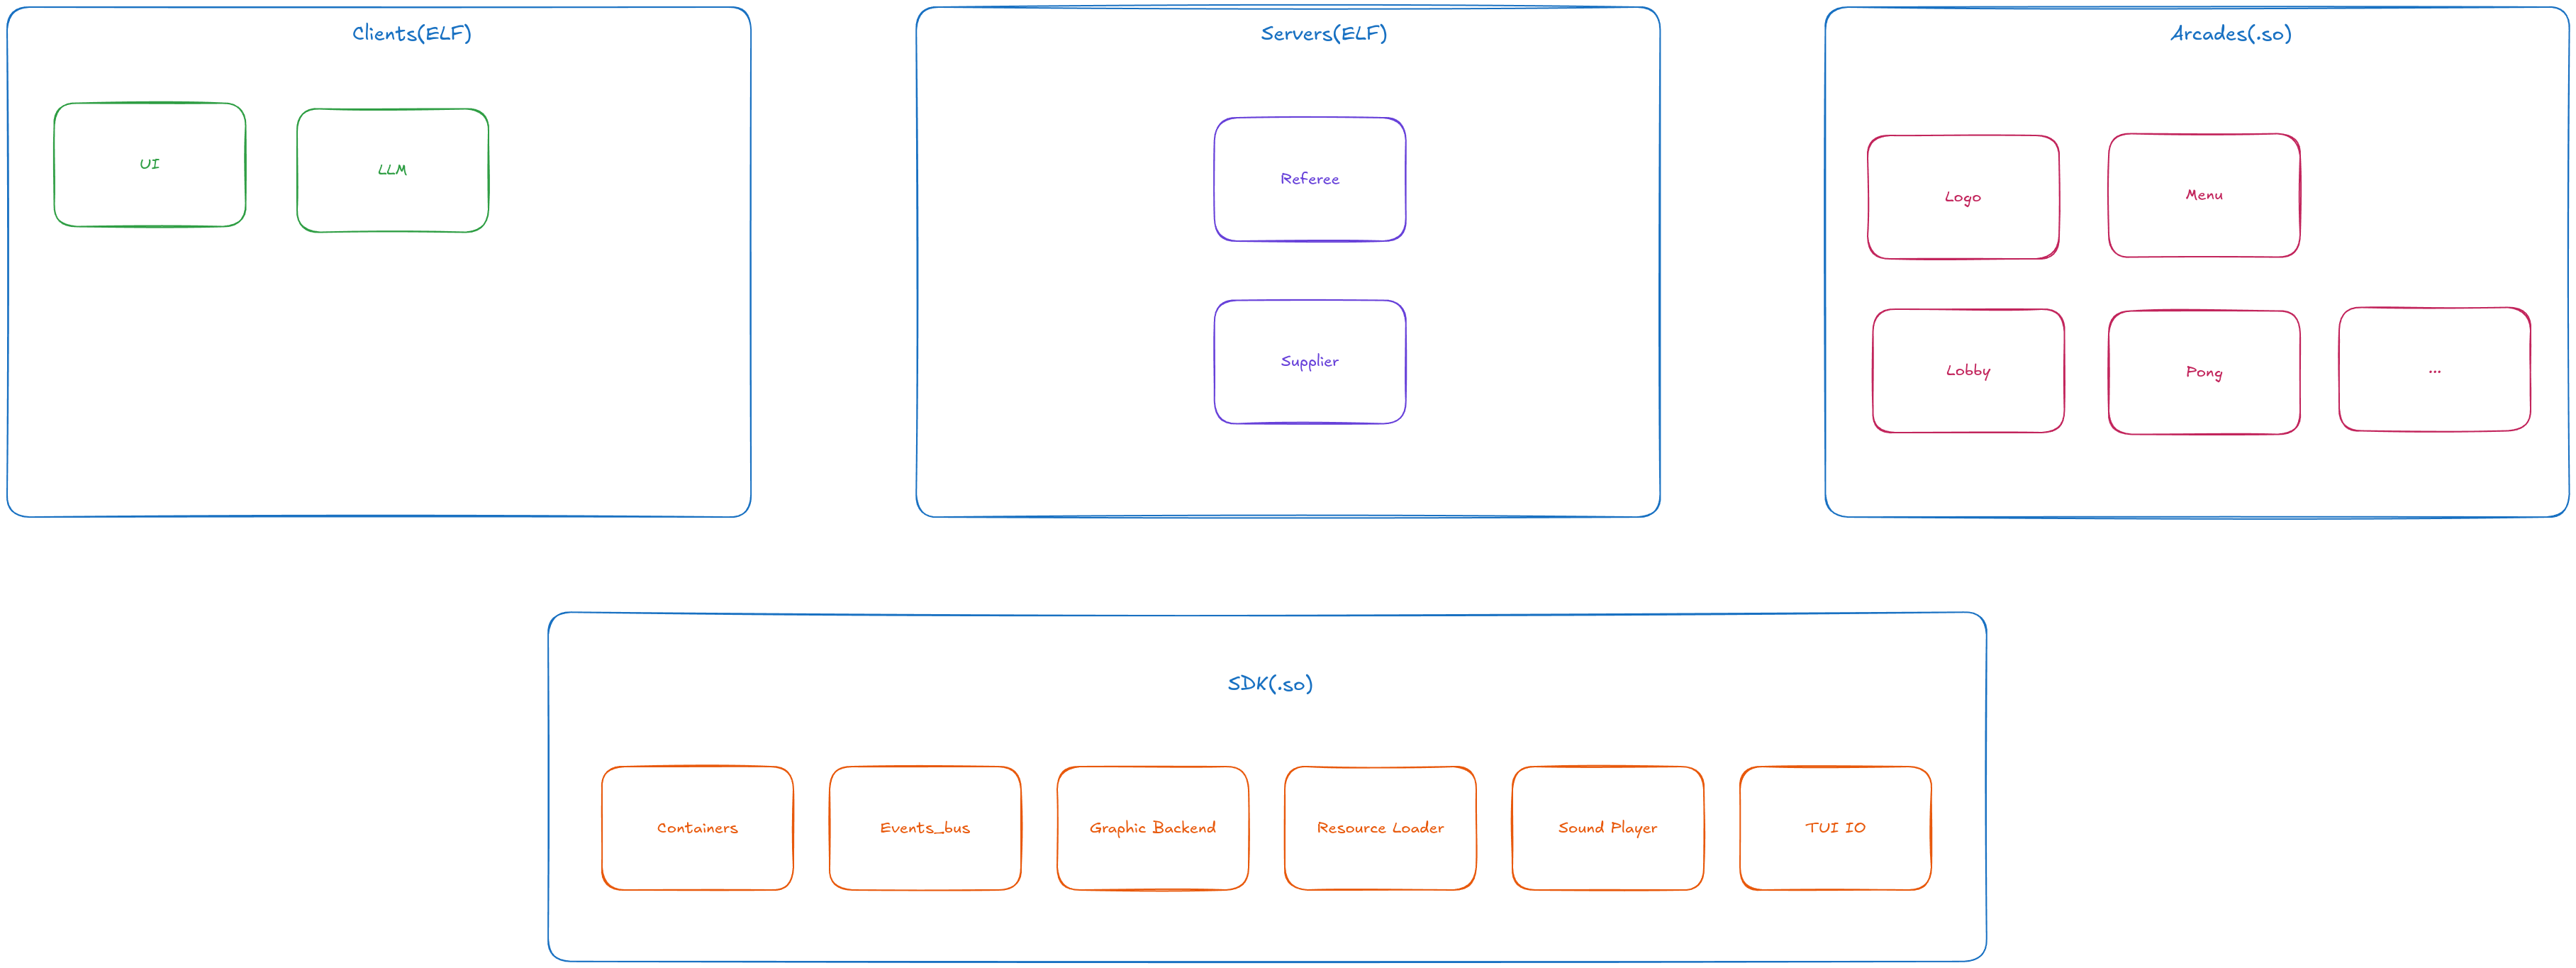 Clients(ELF)
UI
LLM
Servers(ELF)
Referee
Supplier
Arcades(.so)
Logo
Menu
Lobby
Pong
...
SDK(.so)
Containers
Events_bus
Graphic Backend
Resource Loader
Sound Player
TUI IO